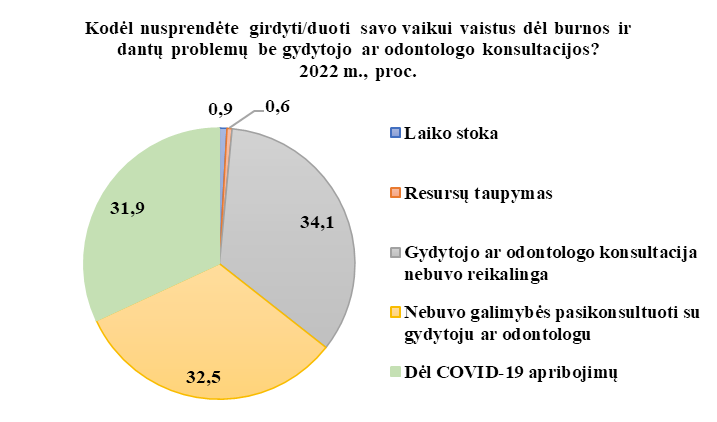 Kodėl nusprendėte girdyti/duoti savo vaikui vaistus dėl burnos ir
dantų problemų be gydytojo ar odontologo konsultacijos?
2022 m., proc.
0,9
0,6
34,1
32,5
31,9
Laiko stoka
Resursų taupymas
Gydytojo ar odontologo konsultacija
nebuvo reikalinga
Nebuvo galimybės pasikonsultuoti su
gydytoju ar odontologu
Dėl COVID-19 apribojimų